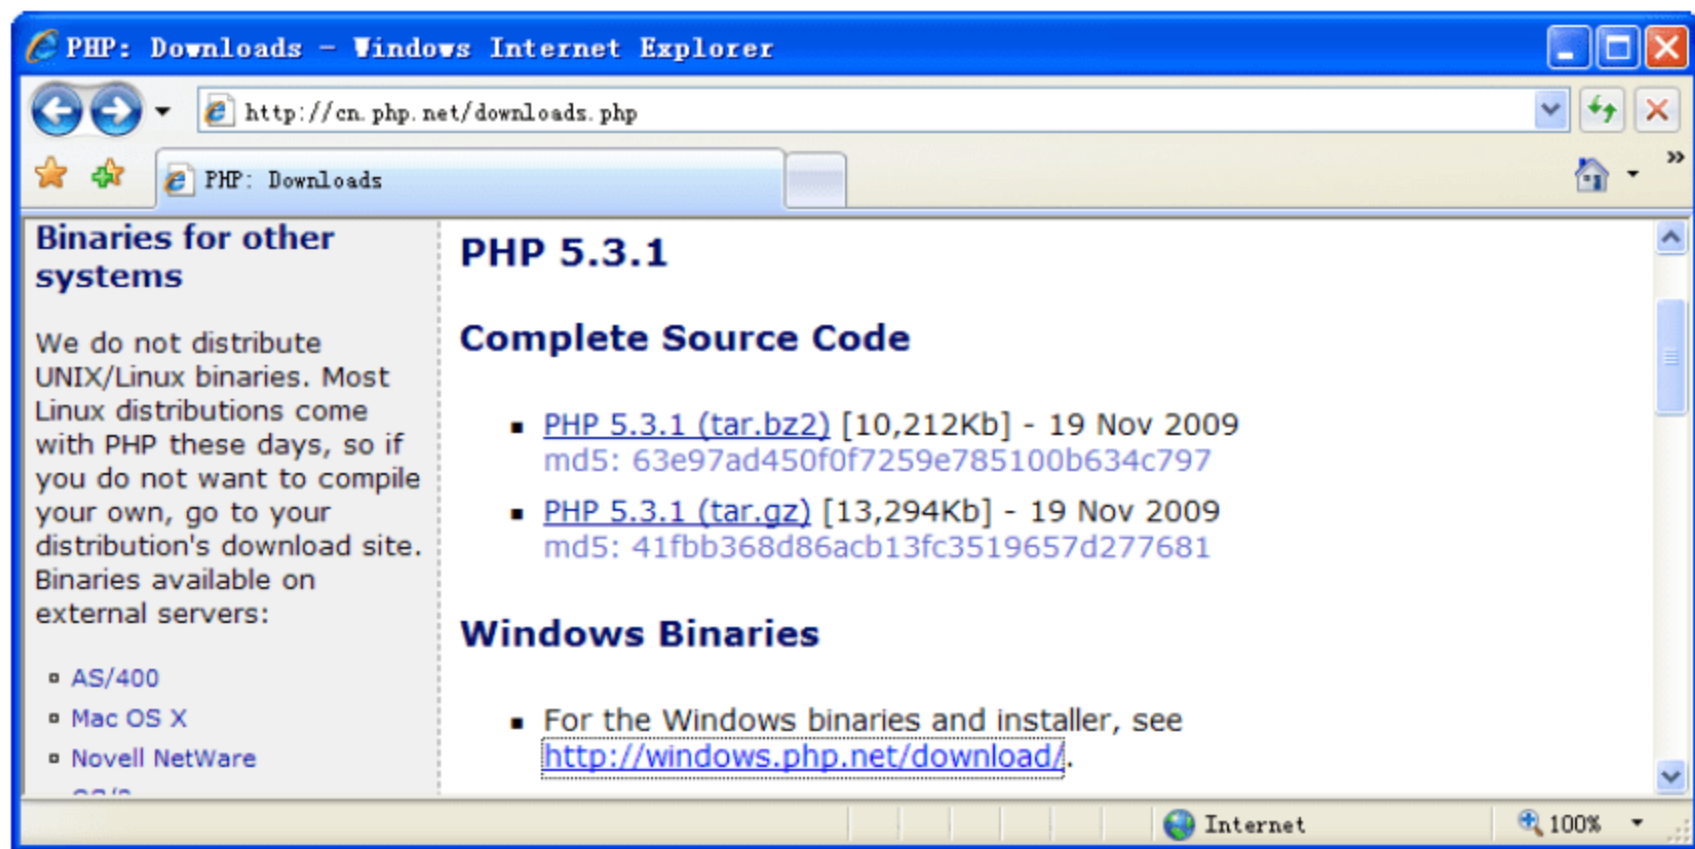 PHP: Downloads - Windows Internet Explorer
http://cn.php.net/downloads.php
PHP: Downloads
Binaries for other
systems
We do not distribute
UNIX/Linux binaries. Most
Linux distributions come
with PHP these days, so if
you do not want to compile
your own, go to your
distribution's download site.
Binaries available on
external servers:
AS/400
Mac OS X
Novell NetWare
PHP 5.3.1
Complete Source Code
PHP 5.3.1 (tar.bz2) [10,212Kb] - 19 Nov 2009
md5: 63e97ad450f0f7259e785100b634c797
PHP 5.3.1 (tar.gz) [13,294Kb] - 19 Nov 2009
md5: 41fbb368d86acb13fc3519657d277681
Windows Binaries
For the Windows binaries and installer, see
http://windows.php.net/download/.
Internet
100%